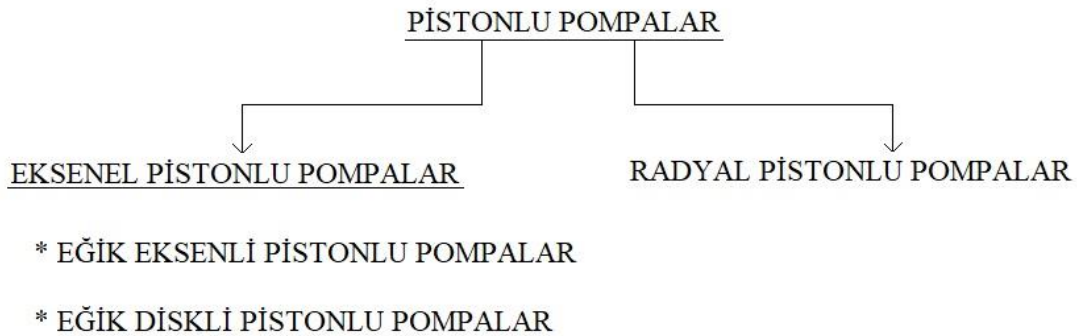 PİSTONLU POMPALAR
EKSENEL PİSTONLU POMPALAR
RADYAL PİSTONLU POMPALAR
* EĞİK EKSENLİ PİSTONLU POMPALAR
* EĞİK DİSKLİ PİSTONLU POMPALAR